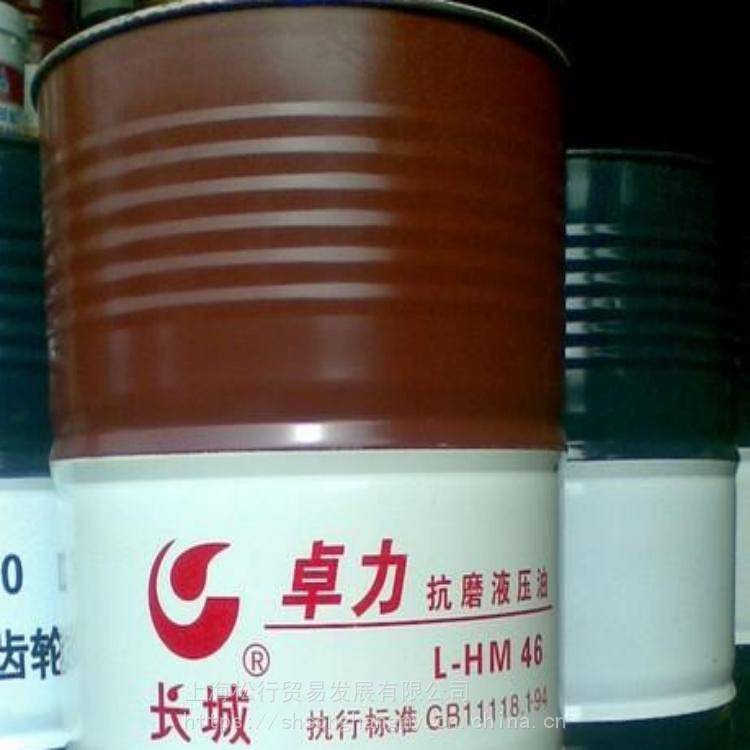 卓力 抗磨液压油
L-HM 46
长城®
执行标准 GB11118.1-94
上海松行贸易发展有限公司
0
齿轮